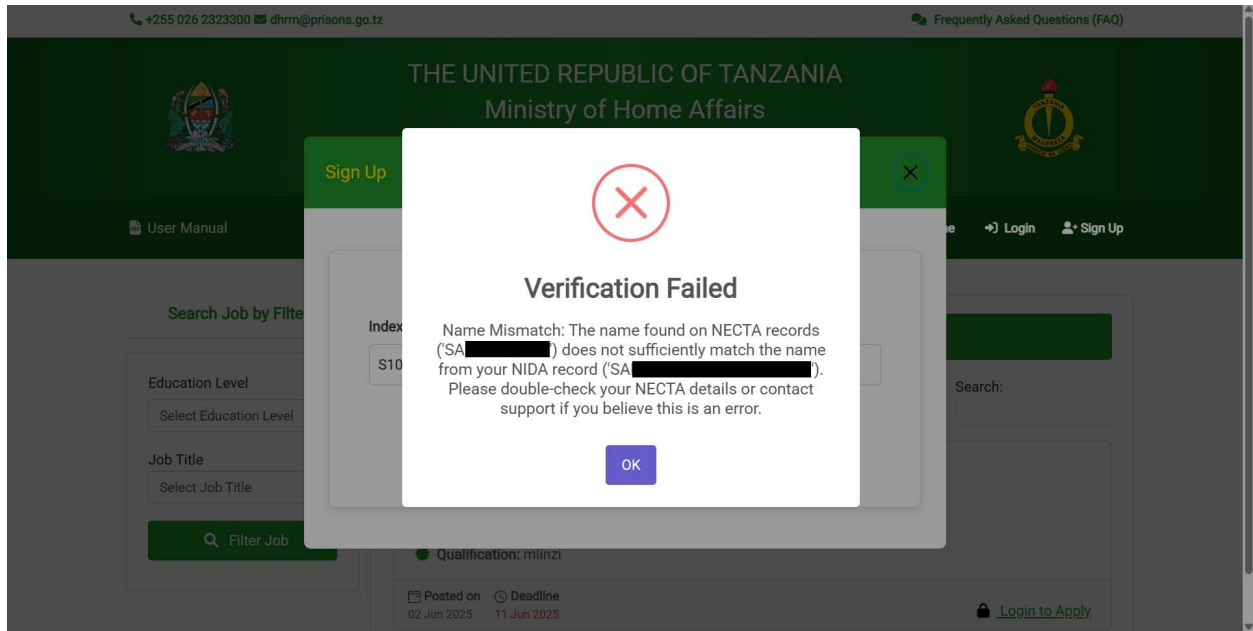 +255 026 2323300 dhrm@prisons.go.tz
Frequently Asked Questions (FAQ)
THE UNITED REPUBLIC OF TANZANIA
Ministry of Home Affairs
Sign Up
User Manual
Login
Sign Up
Verification Failed
Name Mismatch: The name found on NECTA records
('SA ') does not sufficiently match the name
from your NIDA record ('SA ').
Please double-check your NECTA details or contact
support if you believe this is an error.
OK
Search Job by Filte
Education Level
Select Education Level
Job Title
Select Job Title
Filter Job
Index
S10
Search:
Qualification: mlinzi
Posted on
Deadline
02 Jun 2025
11 Jun 2025
Login to Apply